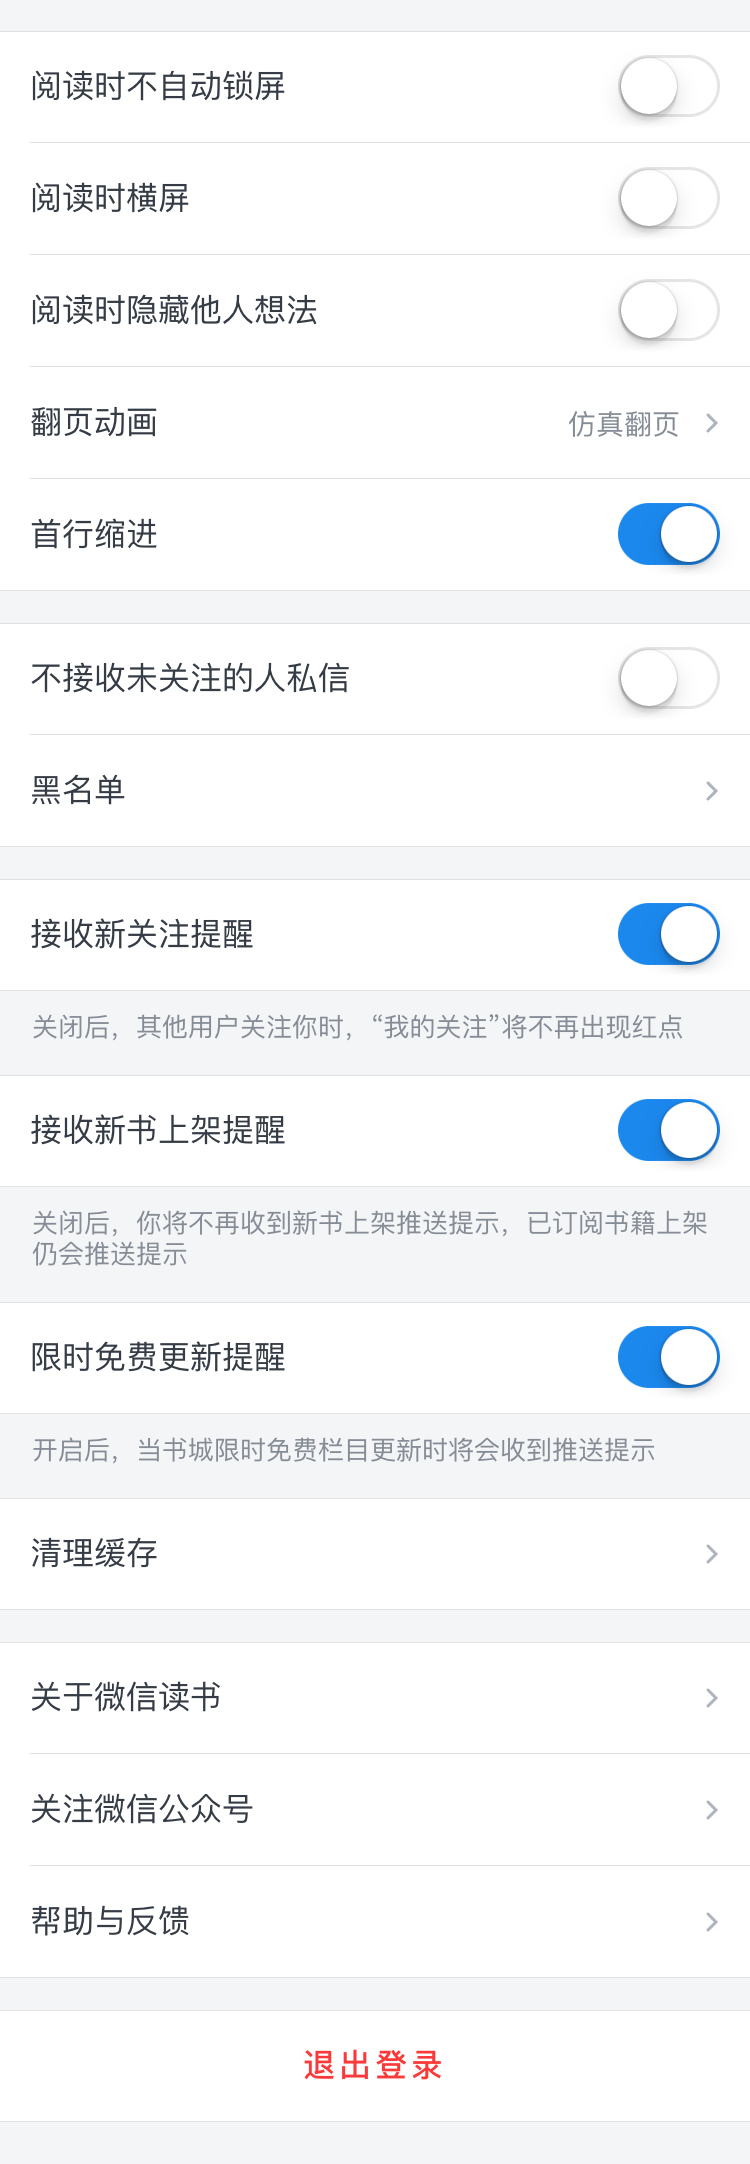 阅读时不自动锁屏
阅读时横屏
阅读时隐藏他人想法
翻页动画 仿真翻页
首行缩进
不接收未关注的人私信
黑名单
接收新关注提醒
关闭后，其他用户关注你时，“我的关注”将不再出现红点
接收新书上架提醒
关闭后，你将不再收到新书上架推送提示，已订阅书籍上架
仍会推送提示
限时免费更新提醒
开启后，当书城限时免费栏目更新时将会收到推送提示
清理缓存
关于微信读书
关注微信公众号
帮助与反馈
退出登录